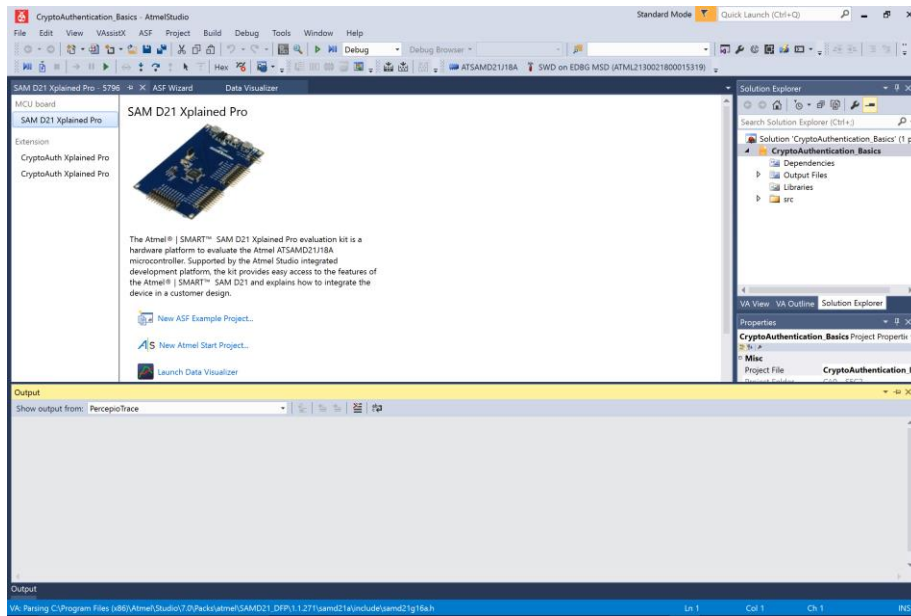 CryptoAuthentication_Basics - AtmelStudio
Standard Mode
Quick Launch (Ctrl+Q)
File Edit View VAssistX ASF Project Build Debug Tools Window Help
Debug
Debug Browser
Hex
ATSAMD21J18A
SWD on EDBG MSD (ATML2130021800015319)
SAM D21 Xplained Pro - 5796
ASF Wizard
Data Visualizer
MCU board
SAM D21 Xplained Pro
Extension
CryptoAuth Xplained Pro
CryptoAuth Xplained Pro
SAM D21 Xplained Pro
The Atmel® | SMART™ SAM D21 Xplained Pro evaluation kit is a
hardware platform to evaluate the Atmel ATSAMD21J18A
microcontroller. Supported by the Atmel Studio integrated
development platform, the kit provides easy access to the features of
the Atmel® | SMART™ SAM D21 and explains how to integrate the
device in a customer design.
New ASF Example Project...
New Atmel Start Project...
Launch Data Visualizer
Solution Explorer
Search Solution Explorer (Ctrl+;)
Solution 'CryptoAuthentication_Basics' (1 p
CryptoAuthentication_Basics
Dependencies
Output Files
Libraries
src
VA View VA Outline Solution Explorer
Properties
CryptoAuthentication_Basics Project Properti
Misc
Project File CryptoAuthentication_
Output
Show output from: PercepioTrace
Output
VA: Parsing C:\Program Files (x86)\Atmel\Studio\7.0\Packs\atmel\SAMD21_DFP\1.1.271\samd21a\include\samd21g16a.h
Ln 1 Col 1 Ch 1 INS